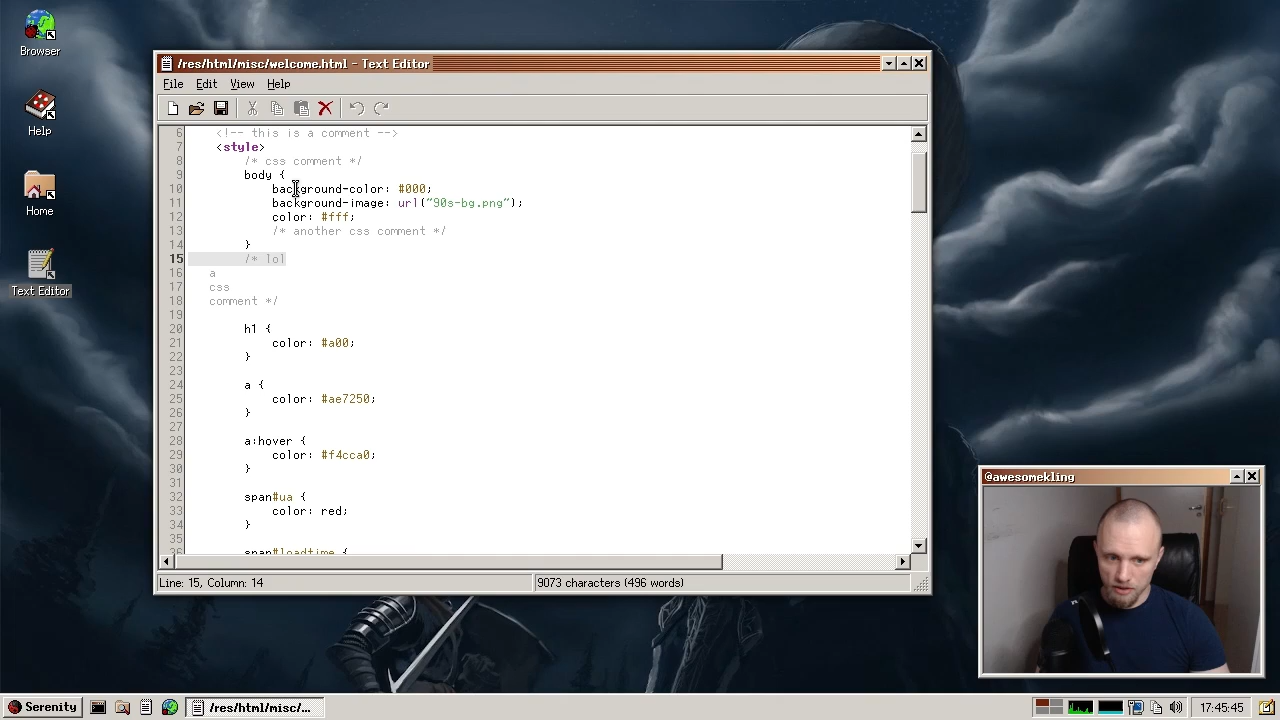 Browser
Help
Home
Text Editor
/res/html/misc/welcome.html - Text Editor
File Edit View Help
6 <!-- this is a comment -->
7 <style>
8 /* css comment */
9 body {
10 background-color: #000;
11 background-image: url("90s-bg.png");
12 color: #fff;
13 /* another css comment */
14 }
15 /* lol
16 a
17 css
18 comment */
19
20 h1 {
21 color: #a00;
22 }
23
24 a {
25 color: #ae7250;
26 }
27
28 a:hover {
29 color: #f4cca0;
30 }
31
32 span#ua {
33 color: red;
34 }
35
36 span#loadtime {
Line: 15, Column: 14
9073 characters (496 words)
@awesomekling
Serenity
/res/html/misc/...
17:45:45